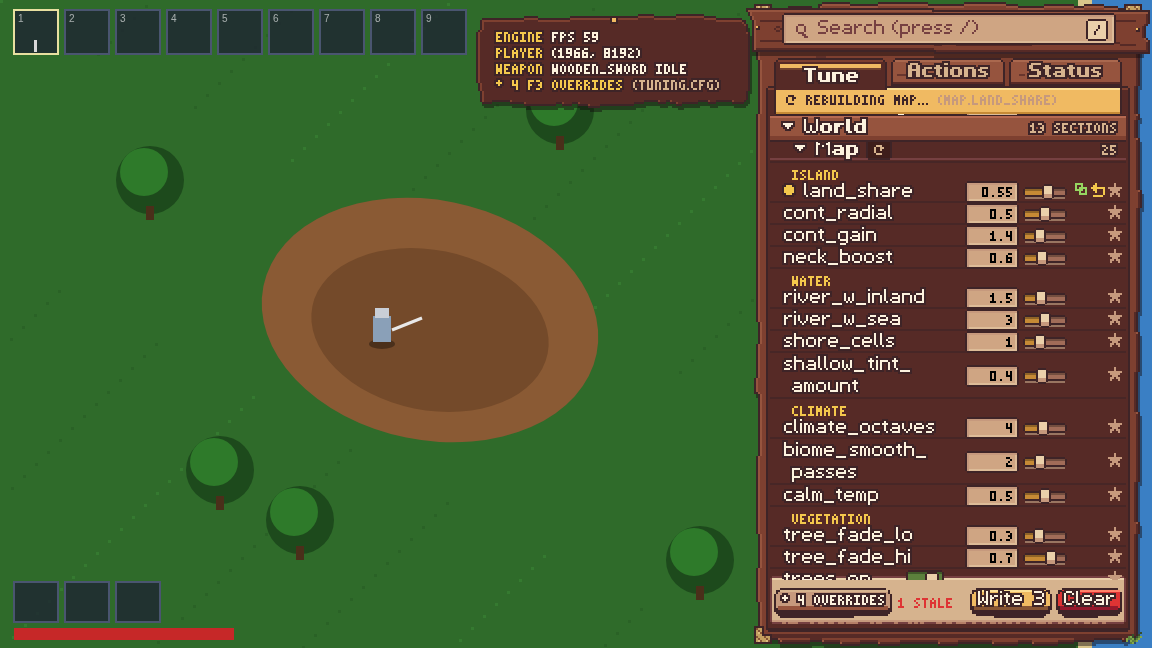 1 2 3 4 5 6 7 8 9
ENGINE FPS 59
PLAYER (1966, 8192)
WEAPON WOODEN_SWORD IDLE
+ 4 F3 OVERRIDES (TUNING.CFG)
Search (press /)
/
Tune Actions Status
REBUILDING MAP... (MAP.LAND_SHARE)
World 13 SECTIONS
Map 25
ISLAND
land_share 0.55
cont_radial 0.5
cont_gain 1.4
neck_boost 0.6
WATER
river_w_inland 1.5
river_w_sea 3
shore_cells 1
shallow_tint_
amount 0.4
CLIMATE
climate_octaves 4
biome_smooth_
passes 2
calm_temp 0.5
VEGETATION
tree_fade_lo 0.3
tree_fade_hi 0.7
+ 4 OVERRIDES 1 STALE Write 3 Clear